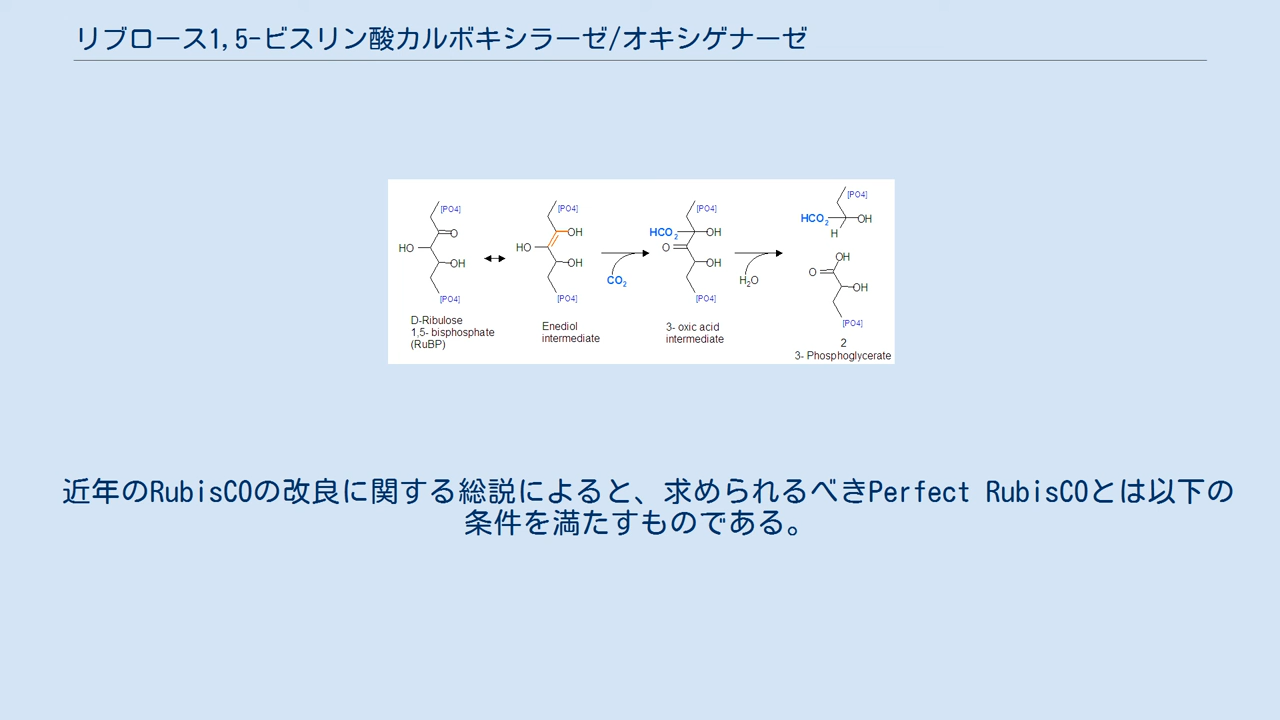 リブロース1,5-ビスリン酸カルボキシラーゼ/オキシゲナーゼ
[PO4]
O
HO
OH
[PO4]
D-Ribulose
1,5- bisphosphate
(RuBP)
[PO4]
OH
HO
OH
[PO4]
Enediol
intermediate
CO2
[PO4]
HCO2
OH
O
OH
[PO4]
3- oxic acid
intermediate
H2O
[PO4]
HCO2
OH
H
OH
O
OH
[PO4]
2
3- Phosphoglycerate
近年のRubisCOの改良に関する総説によると、求められるべきPerfect RubisCOとは以下の
条件を満たすものである。